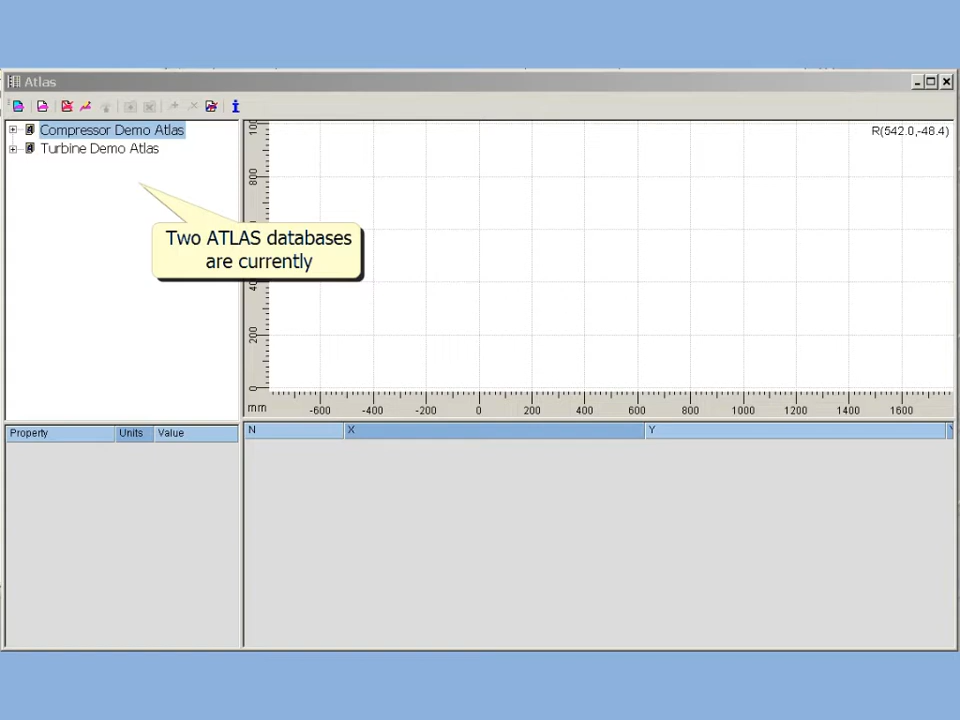 Atlas
Compressor Demo Atlas
Turbine Demo Atlas
Two ATLAS databases
are currently
R(542.0,-48.4)
800
200
0
mm
-600 -400 -200 0 200 400 600 800 1000 1200 1400 1600
Property Units Value
N X Y